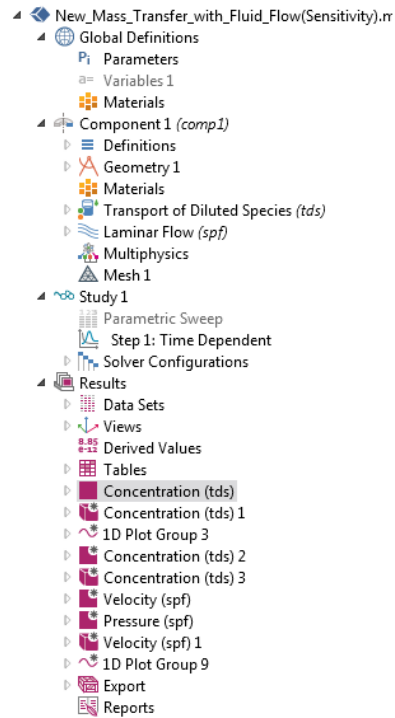 New_Mass_Transfer_with_Fluid_Flow(Sensitivity).m
Global Definitions
Pi Parameters
a= Variables 1
Materials
Component 1 (comp1)
Definitions
Geometry 1
Materials
Transport of Diluted Species (tds)
Laminar Flow (spf)
Multiphysics
Mesh 1
Study 1
Parametric Sweep
Step 1: Time Dependent
Solver Configurations
Results
Data Sets
Views
8.85
e-12 Derived Values
Tables
Concentration (tds)
Concentration (tds) 1
1D Plot Group 3
Concentration (tds) 2
Concentration (tds) 3
Velocity (spf)
Pressure (spf)
Velocity (spf) 1
1D Plot Group 9
Export
Reports